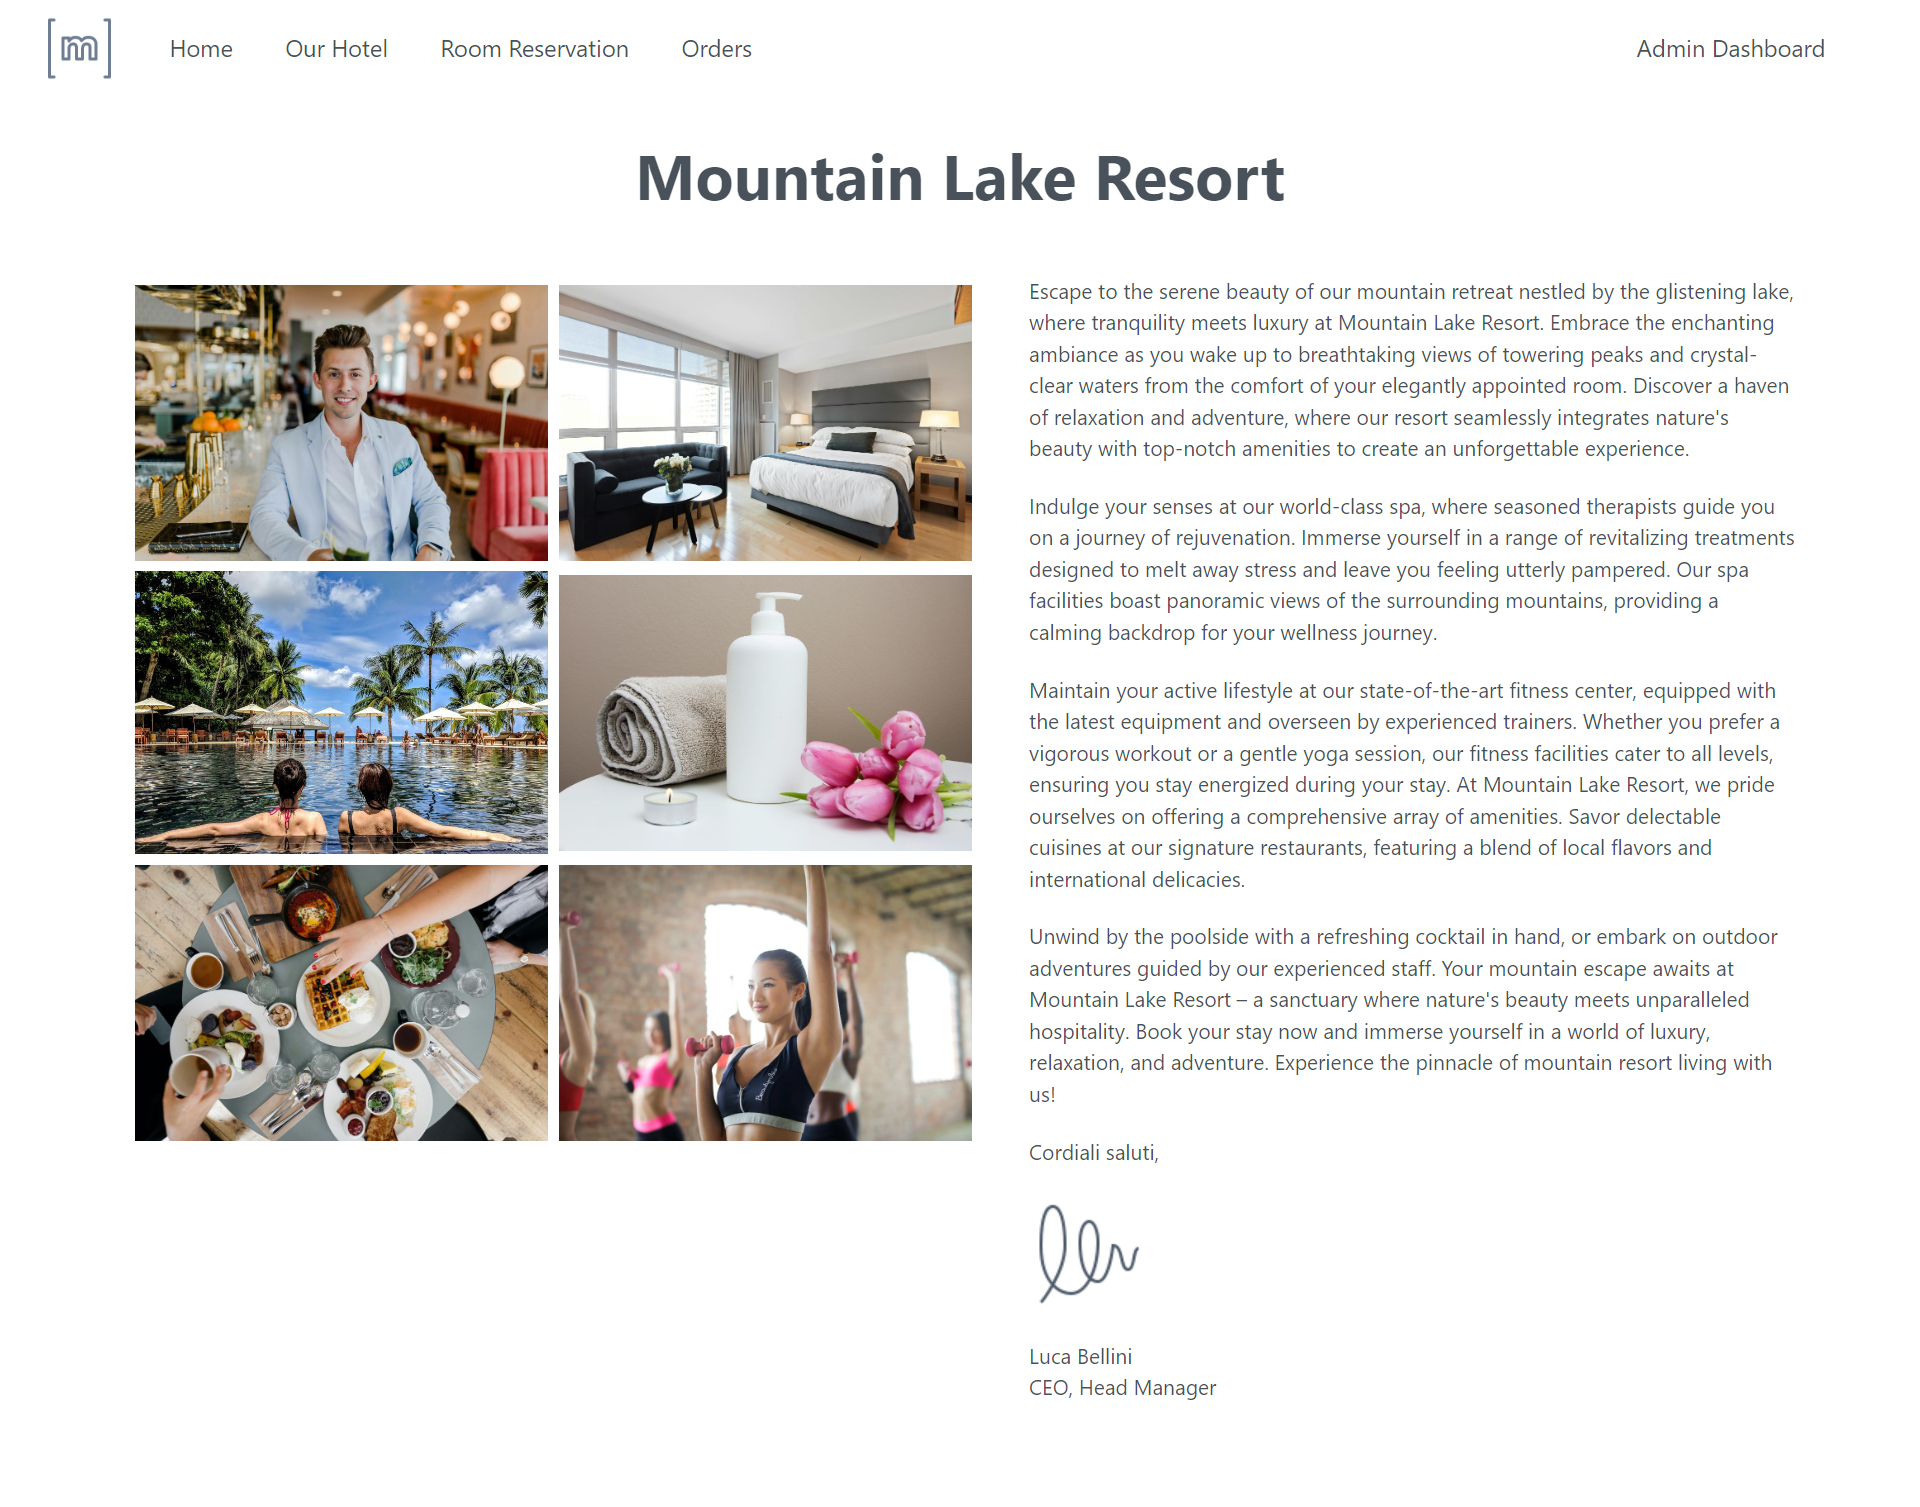 [m]
Home
Our Hotel
Room Reservation
Orders
Admin Dashboard
Mountain Lake Resort
Escape to the serene beauty of our mountain retreat nestled by the glistening lake,
where tranquility meets luxury at Mountain Lake Resort. Embrace the enchanting
ambiance as you wake up to breathtaking views of towering peaks and crystal-
clear waters from the comfort of your elegantly appointed room. Discover a haven
of relaxation and adventure, where our resort seamlessly integrates nature's
beauty with top-notch amenities to create an unforgettable experience.
Indulge your senses at our world-class spa, where seasoned therapists guide you
on a journey of rejuvenation. Immerse yourself in a range of revitalizing treatments
designed to melt away stress and leave you feeling utterly pampered. Our spa
facilities boast panoramic views of the surrounding mountains, providing a
calming backdrop for your wellness journey.
Maintain your active lifestyle at our state-of-the-art fitness center, equipped with
the latest equipment and overseen by experienced trainers. Whether you prefer a
vigorous workout or a gentle yoga session, our fitness facilities cater to all levels,
ensuring you stay energized during your stay. At Mountain Lake Resort, we pride
ourselves on offering a comprehensive array of amenities. Savor delectable
cuisines at our signature restaurants, featuring a blend of local flavors and
international delicacies.
Unwind by the poolside with a refreshing cocktail in hand, or embark on outdoor
adventures guided by our experienced staff. Your mountain escape awaits at
Mountain Lake Resort – a sanctuary where nature's beauty meets unparalleled
hospitality. Book your stay now and immerse yourself in a world of luxury,
relaxation, and adventure. Experience the pinnacle of mountain resort living with
us!
Cordiali saluti,
Luca Bellini
CEO, Head Manager